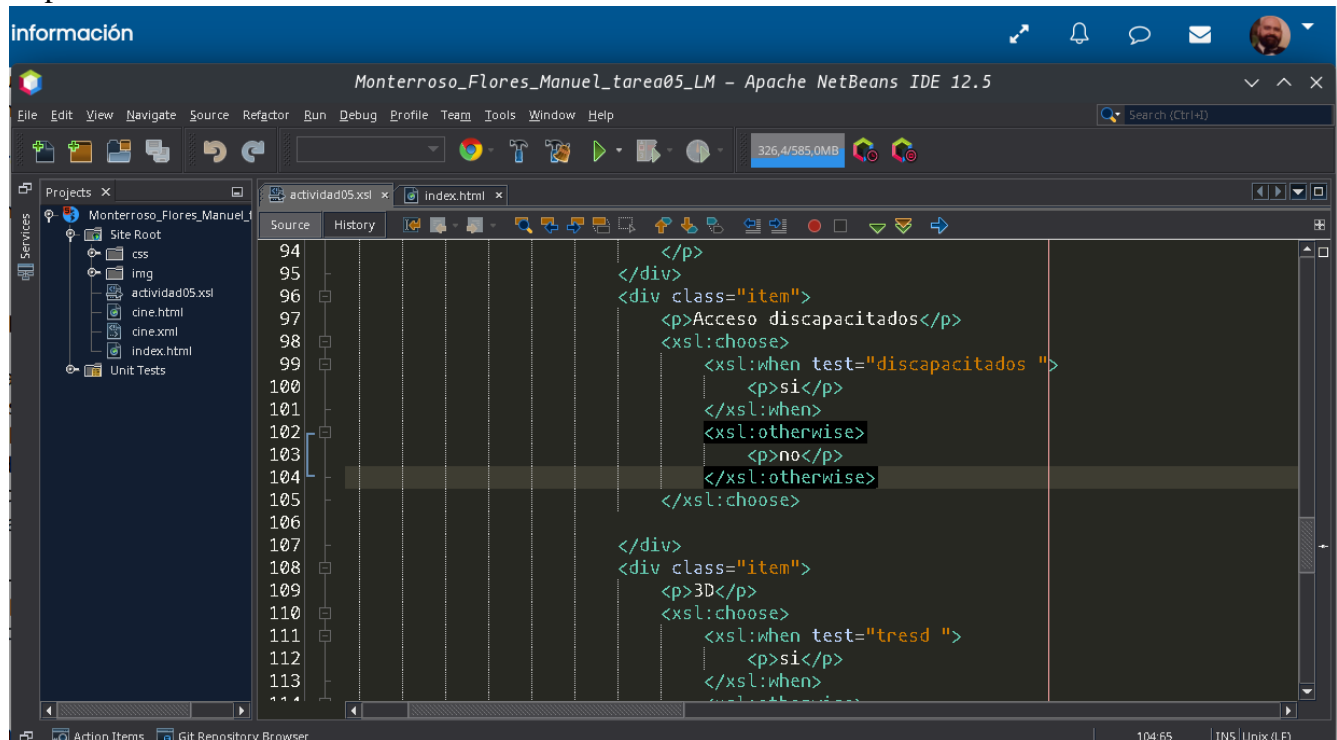 información
Monterroso_Flores_Manuel_tarea05_LM – Apache NetBeans IDE 12.5
File Edit View Navigate Source Refactor Run Debug Profile Team Tools Window Help
Search (Ctrl+I)
326,4/585,0MB
Projects
actividad05.xsl
index.html
Services
Monterroso_Flores_Manuel_t
Source History
Site Root
css
img
actividad05.xsl
cine.html
cine.xml
index.html
Unit Tests
94 </p>
95 </div>
96 <div class="item">
97 <p>Acceso discapacitados</p>
98 <xsl:choose>
99 <xsl:when test="discapacitados ">
100 <p>si</p>
101 </xsl:when>
102 <xsl:otherwise>
103 <p>no</p>
104 </xsl:otherwise>
105 </xsl:choose>
106
107 </div>
108 <div class="item">
109 <p>3D</p>
110 <xsl:choose>
111 <xsl:when test="tresd ">
112 <p>si</p>
113 </xsl:when>
Action Items Git Repository Browser
104:65 INS Unix (LF)